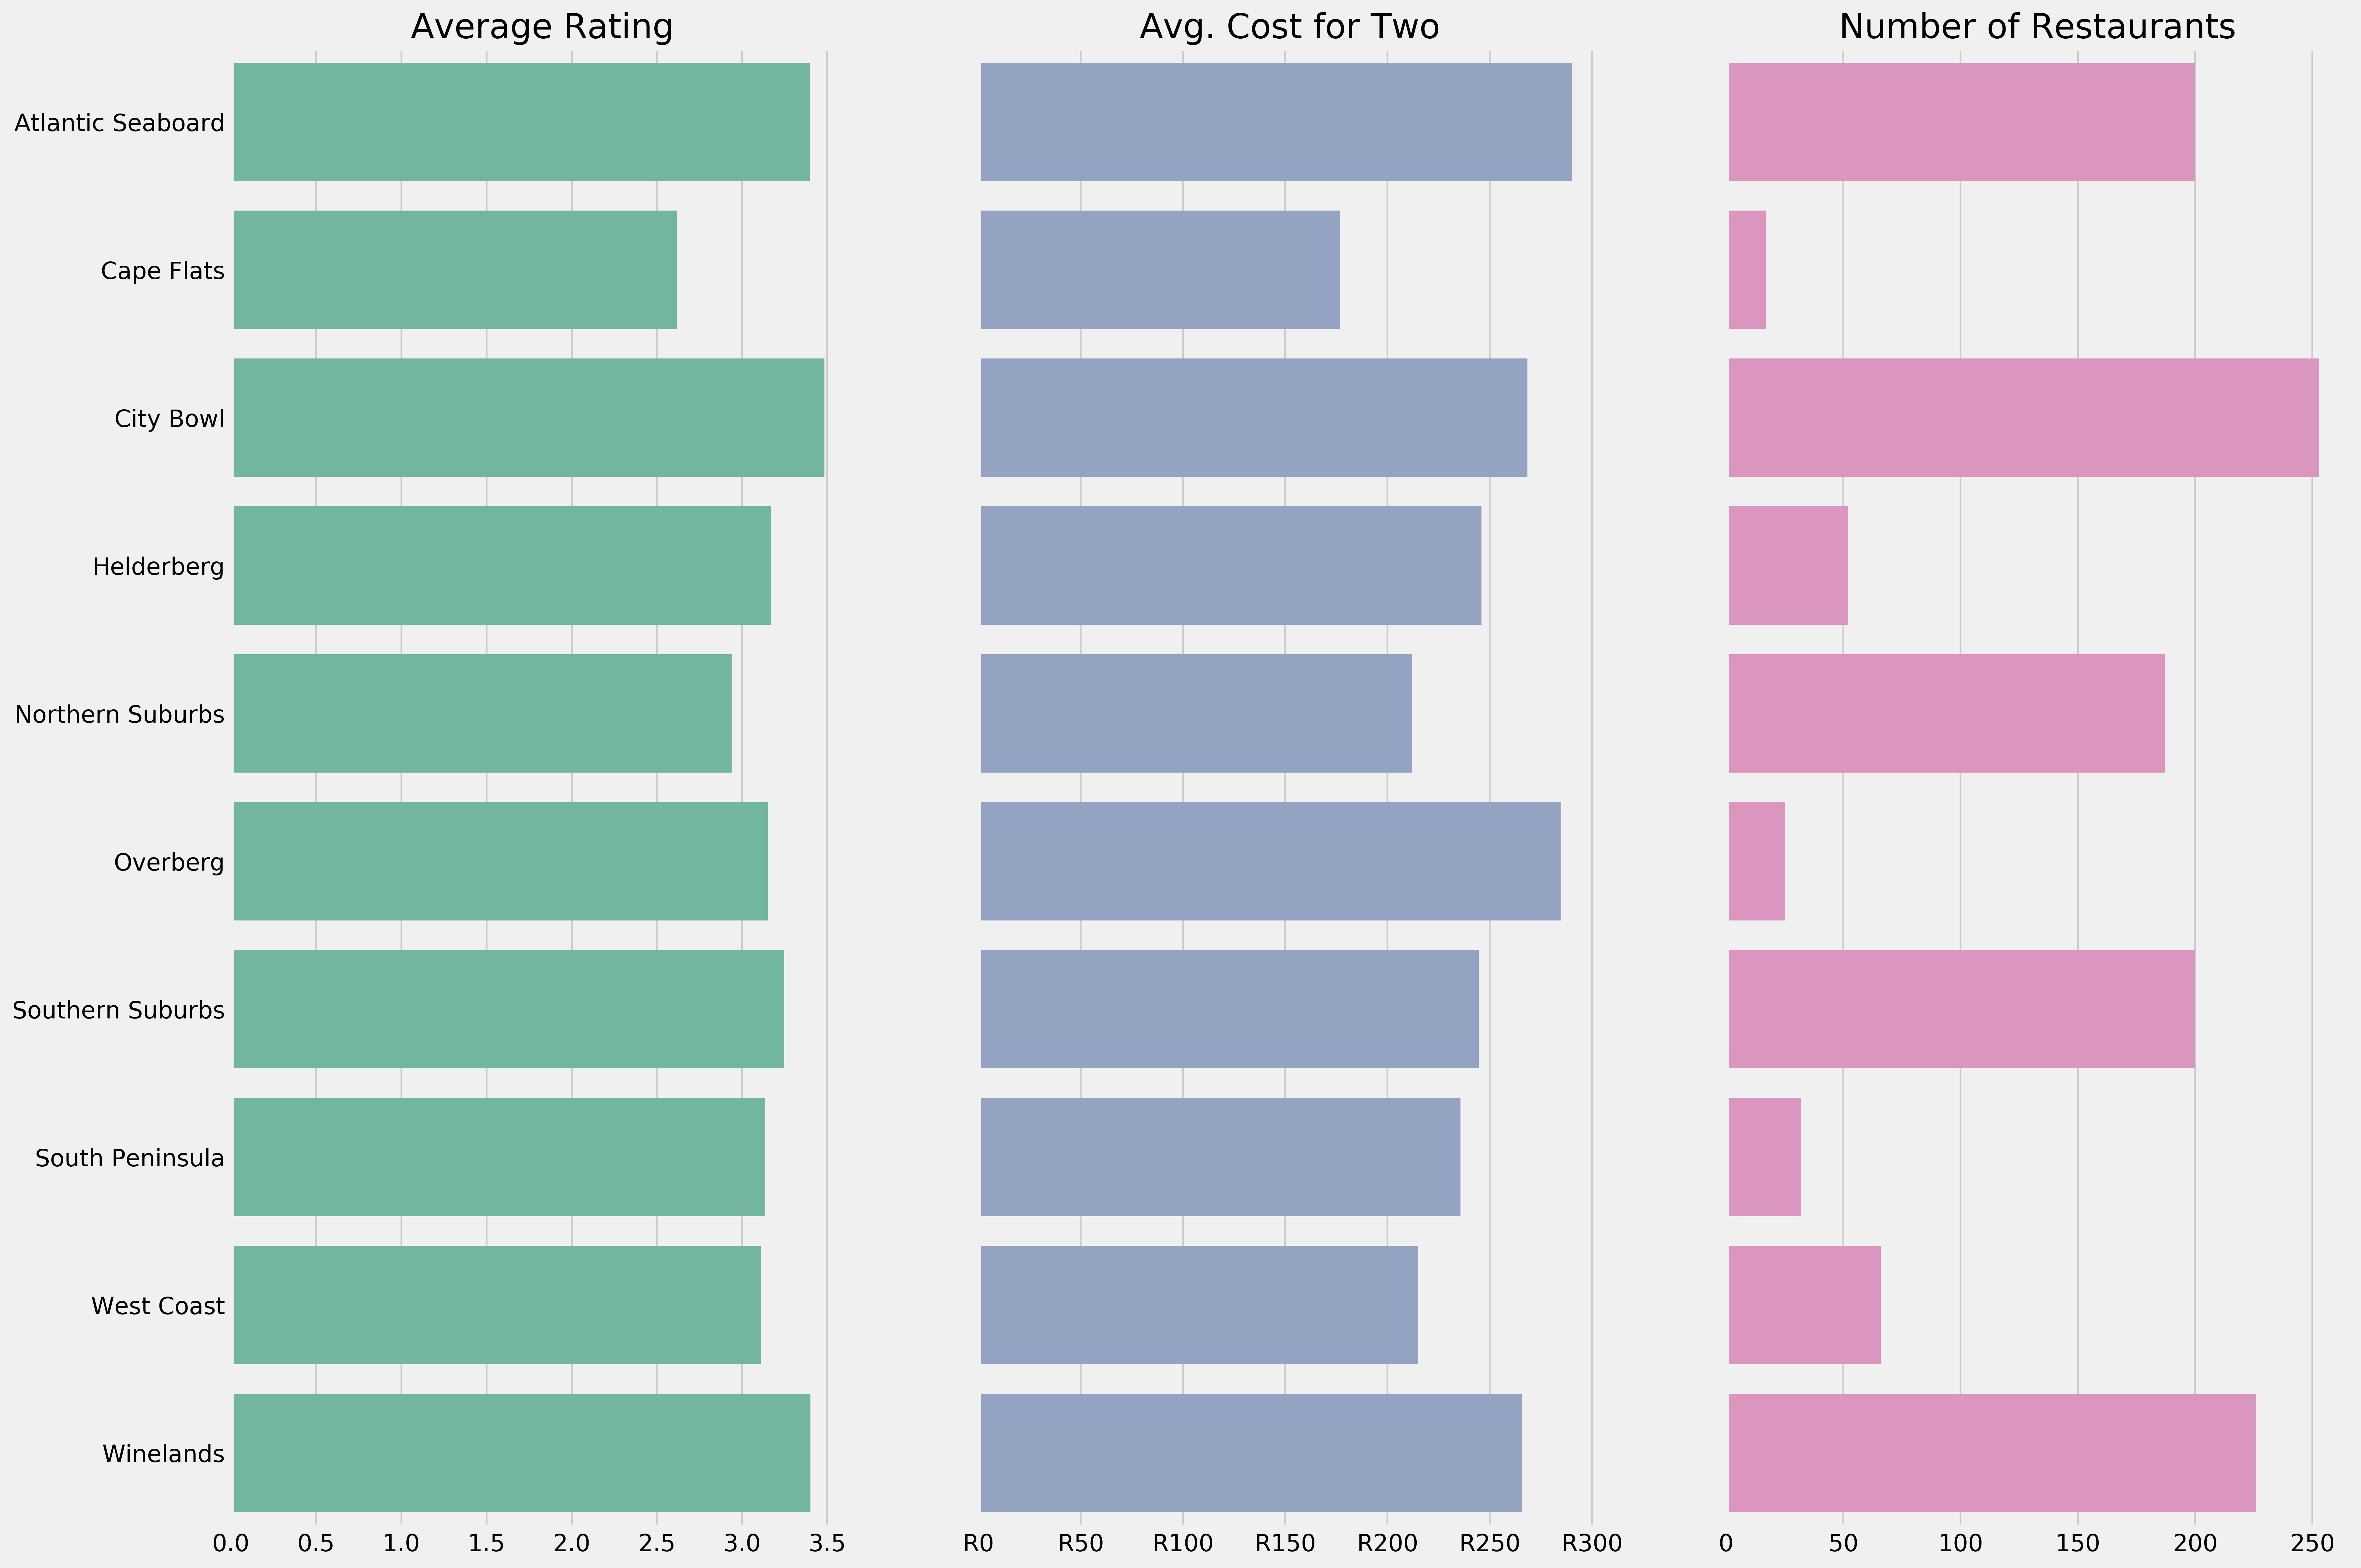 Average Rating
Avg. Cost for Two
Number of Restaurants
Atlantic Seaboard
Cape Flats
City Bowl
Helderberg
Northern Suburbs
Overberg
Southern Suburbs
South Peninsula
West Coast
Winelands
0.0 0.5 1.0 1.5 2.0 2.5 3.0 3.5
R0 R50 R100 R150 R200 R250 R300
0 50 100 150 200 250